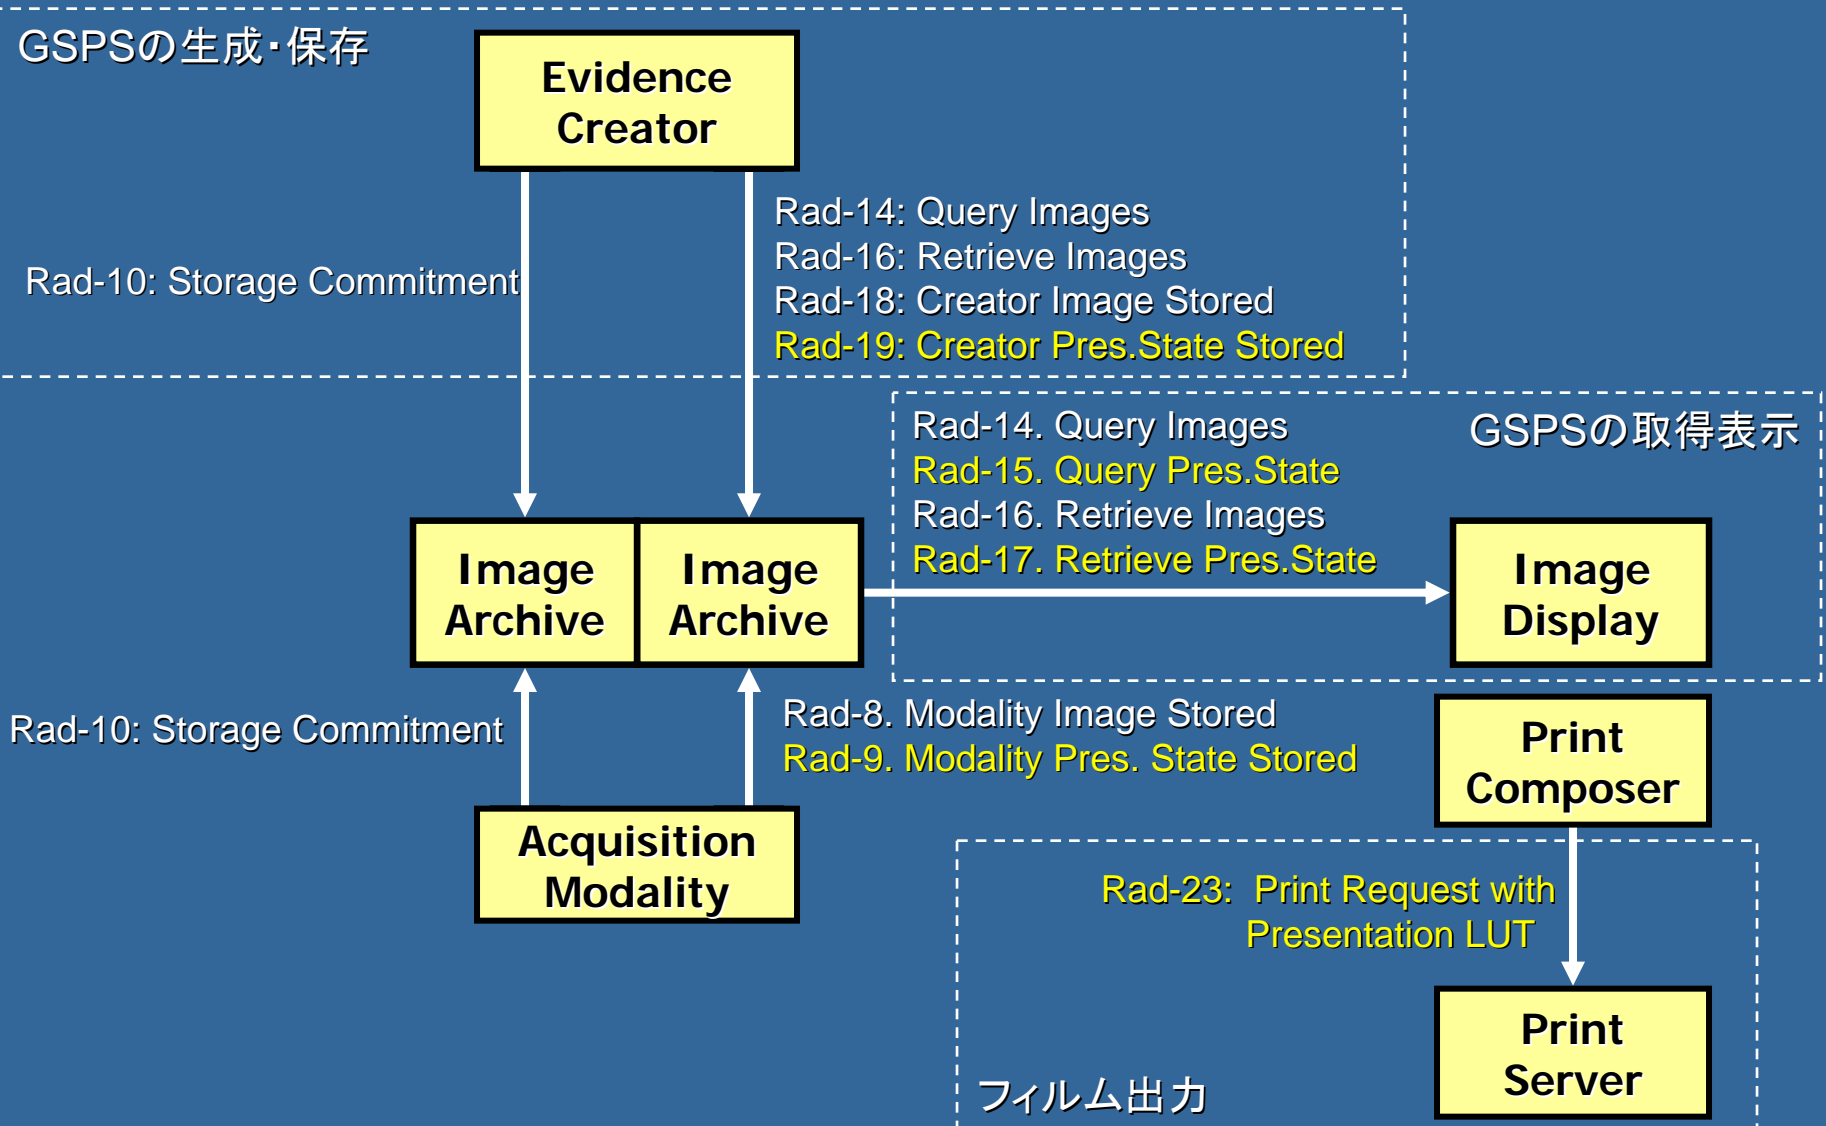 GSPSの生成・保存
Evidence
Creator
Rad-14: Query Images
Rad-16: Retrieve Images
Rad-18: Creator Image Stored
Rad-19: Creator Pres.State Stored
Rad-10: Storage Commitment
Rad-14. Query Images
Rad-15. Query Pres.State
Rad-16. Retrieve Images
Rad-17. Retrieve Pres.State
GSPSの取得表示
Image
Archive
Image
Archive
Image
Display
Rad-10: Storage Commitment
Rad-8. Modality Image Stored
Rad-9. Modality Pres. State Stored
Print
Composer
Acquisition
Modality
Rad-23: Print Request with
Presentation LUT
Print
Server
フィルム出力